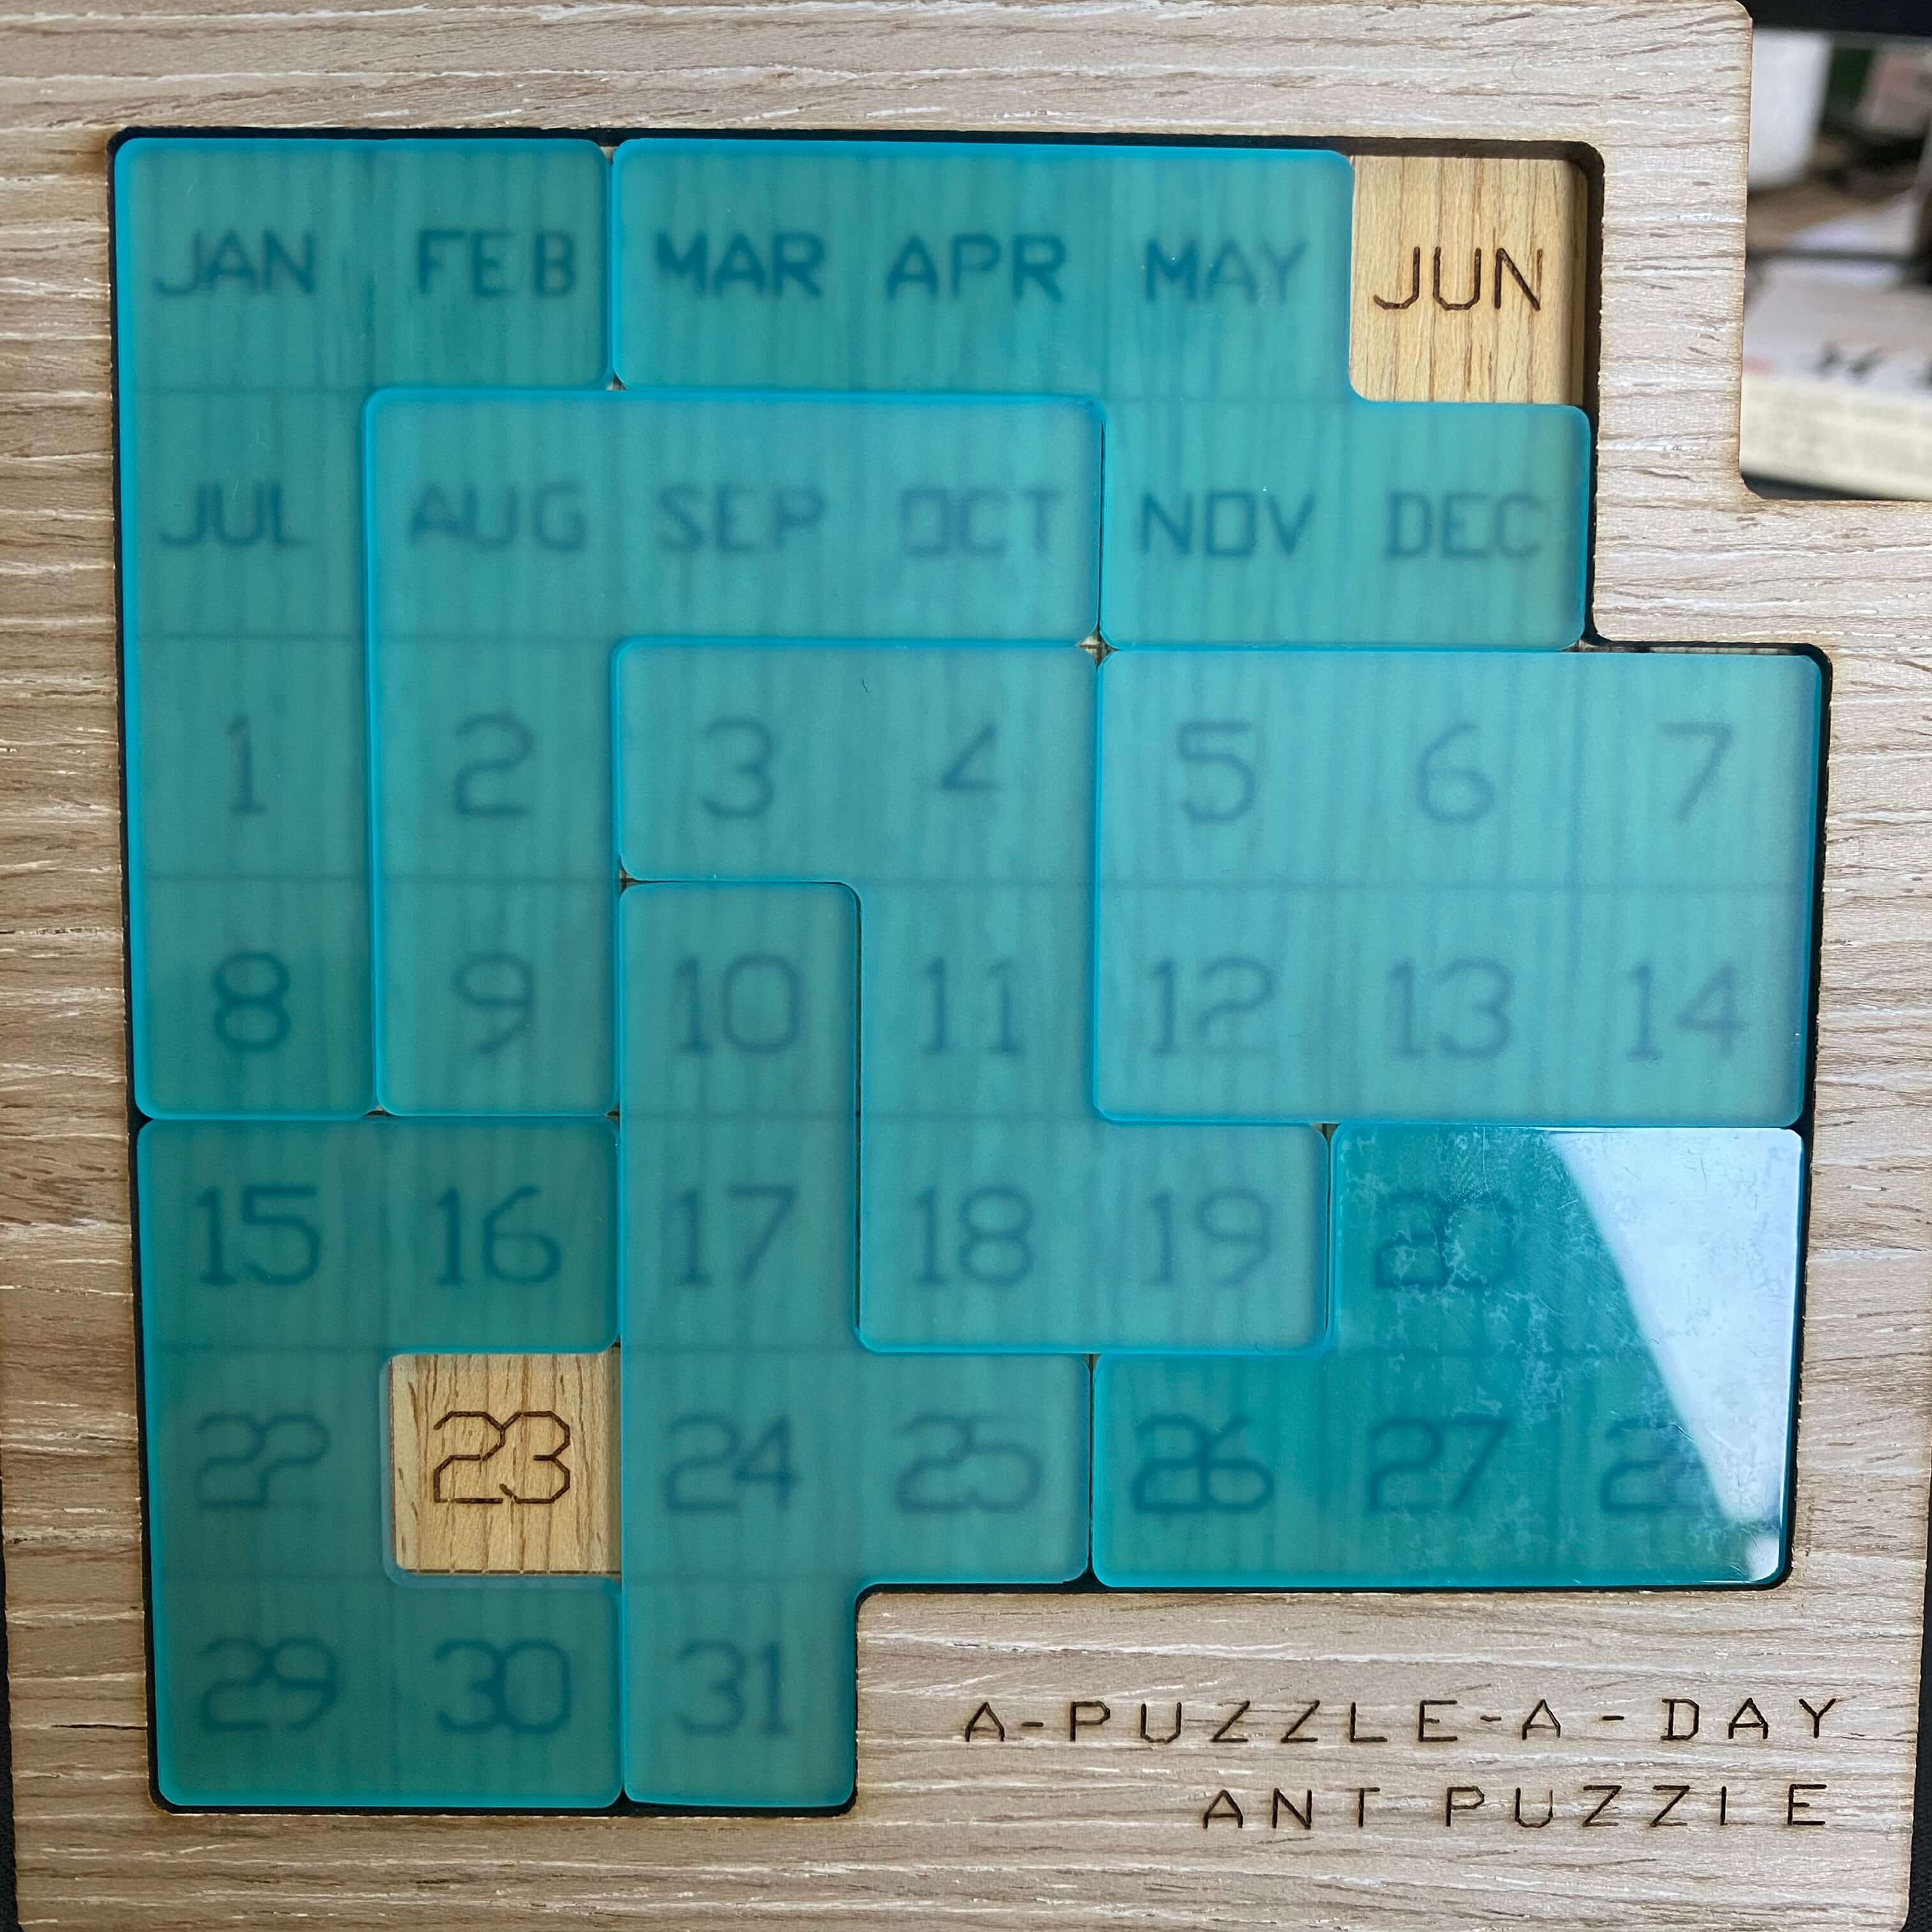 JAN FEB MAR APR MAY JUN
JUL AUG SEP OCT NOV DEC
1 2 3 4 5 6 7
8 9 10 11 12 13 14
15 16 17 18 19 20
22 23 24 25 26 27
29 30 31
A-PUZZLE-A-DAY
ANT PUZZLE